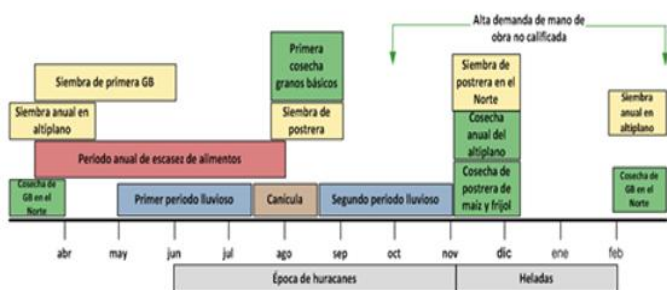 Alta demanda de mano de
obra no calificada
Primera
cosecha
granos básicos
Siembra de primera GB
Siembra de
postrera en el
Norte
Siembra anual en
altiplano
Siembra de
postrera
Siembra
anual en
altiplano
Cosecha
anual del
altiplano
Periodo anual de escasez de alimentos
Cosecha de
GB en el
Norte
Primer periodo lluvioso
Canícula
Segundo periodo lluvioso
Cosecha de
postrera de
maíz y frijol
Cosecha de
GB en el
Norte
abr may jun jul ago sep oct nov dic ene feb
Época de huracanes
Heladas